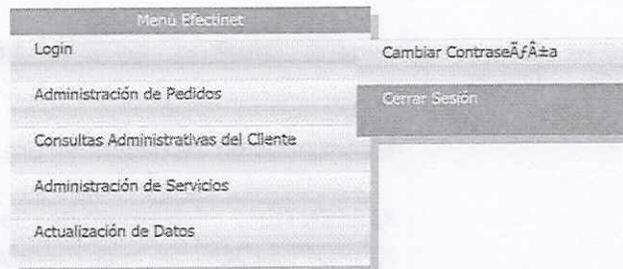 Menú Efectinet
Login
Cambiar ContraseÃƒÂ±a
Administración de Pedidos
Cerrar Sesión
Consultas Administrativas del Cliente
Administración de Servicios
Actualización de Datos